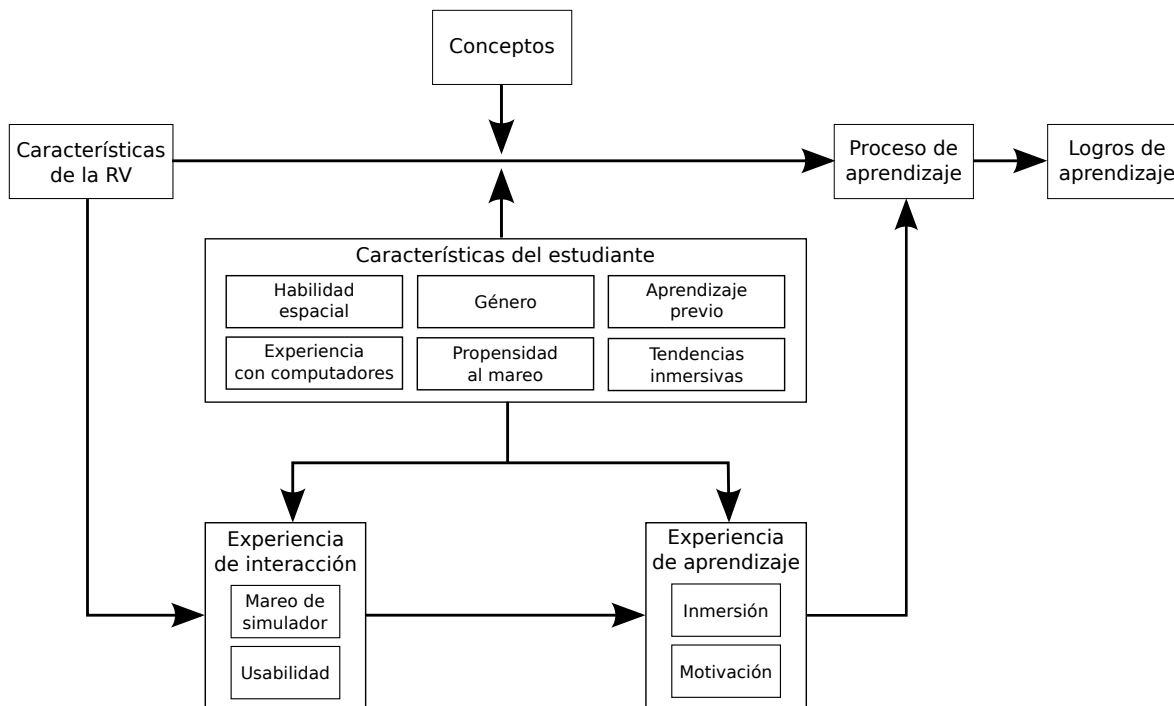 Conceptos
Características
de la RV
Proceso de
aprendizaje
Logros de
aprendizaje
Características del estudiante
Habilidad
espacial
Género
Aprendizaje
previo
Experiencia
con computadores
Propensidad
al mareo
Tendencias
inmersivas
Experiencia
de interacción
Mareo de
simulador
Usabilidad
Experiencia
de aprendizaje
Inmersión
Motivación